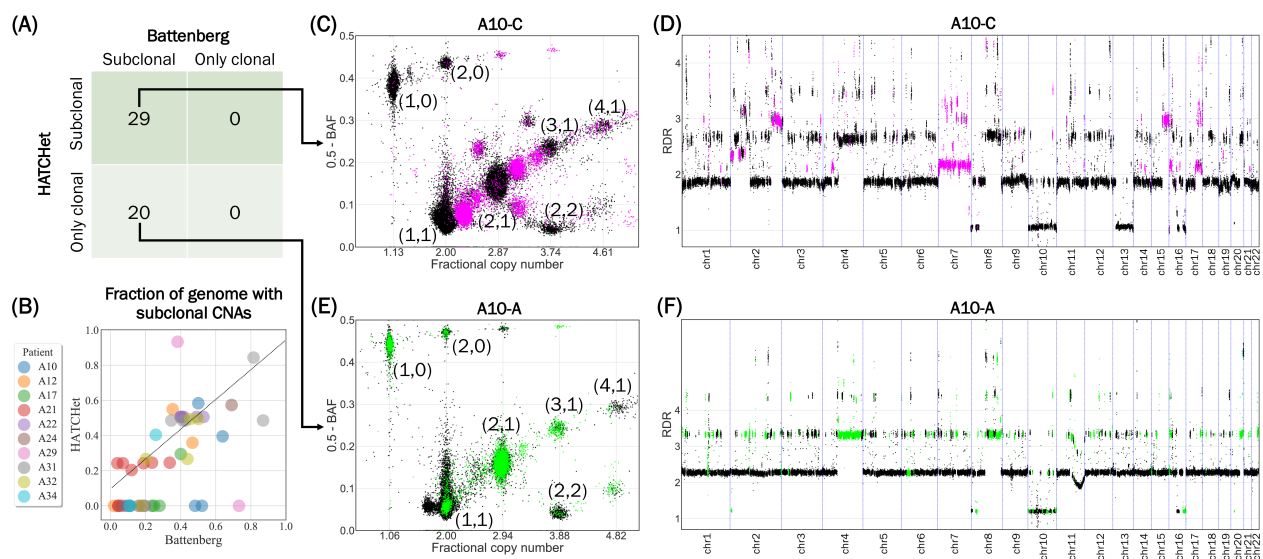 (A)
Battenberg
Subclonal Only clonal
HATCHet
Subclonal
Only clonal
29 0
20 0
(B)
Fraction of genome with
subclonal CNAs
Patient
A10
A12
A17
A21
A22
A24
A29
A31
A32
A34
HATCHet
1.0
0.8
0.6
0.4
0.2
0.0
0.0 0.2 0.4 0.6 0.8 1.0
Battenberg
(C)
A10-C
0.5 - BAF
0.5
0.4
0.3
0.2
0.1
0.0
(2,0)
(1,0)
(4,1)
(3,1)
(2,2)
(2,1)
(1,1)
1.13 2.00 2.87 3.74 4.61
Fractional copy number
(D)
A10-C
RDR
4
3
2
1
chr1 chr2 chr3 chr4 chr5 chr6 chr7 chr8 chr9 chr10 chr11 chr12 chr13 chr14 chr15 chr16 chr17 chr18 chr19 chr20 chr21 chr22
(E)
A10-A
0.5 - BAF
0.5
0.4
0.3
0.2
0.1
0.0
(2,0)
(1,0)
(4,1)
(3,1)
(2,1)
(2,2)
(1,1)
1.06 2.00 2.94 3.88 4.82
Fractional copy number
(F)
A10-A
RDR
4
3
2
1
chr1 chr2 chr3 chr4 chr5 chr6 chr7 chr8 chr9 chr10 chr11 chr12 chr13 chr14 chr15 chr16 chr17 chr18 chr19 chr20 chr21 chr22